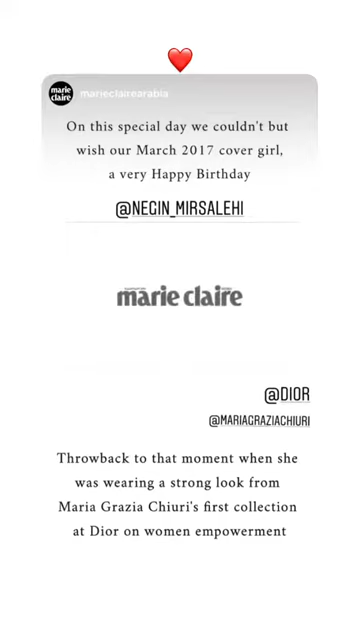 marie claire
marieclairearabia
On this special day we couldn't but
wish our March 2017 cover girl,
a very Happy Birthday
@NEGIN_MIRSALEHI
marie claire
@DIOR
@MARIAGRAZIACHIURI
Throwback to that moment when she
was wearing a strong look from
Maria Grazia Chiuri's first collection
at Dior on women empowerment